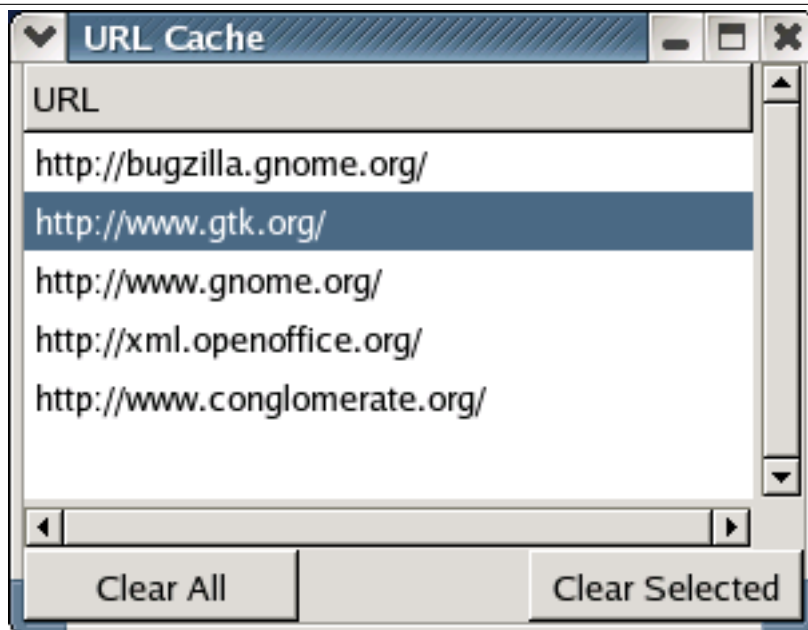 URL Cache
URL
http://bugzilla.gnome.org/
http://www.gtk.org/
http://www.gnome.org/
http://xml.openoffice.org/
http://www.conglomerate.org/
Clear All
Clear Selected